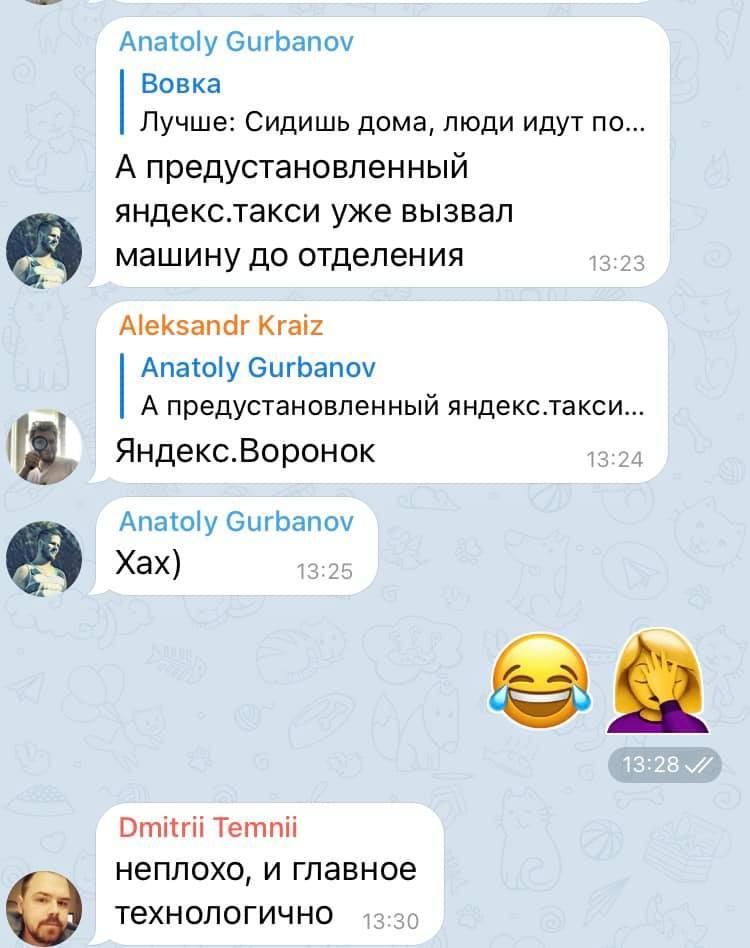 Anatoly Gurbanov
Вовка
Лучше: Сидишь дома, люди идут по...
А предустановленный
яндекс.такси уже вызвал
машину до отделения
13:23
Aleksandr Kraiz
Anatoly Gurbanov
А предустановленный яндекс.такси...
Яндекс.Воронок
13:24
Anatoly Gurbanov
Хах)
13:25
13:28
Dmitrii Temnii
неплохо, и главное
технологично
13:30